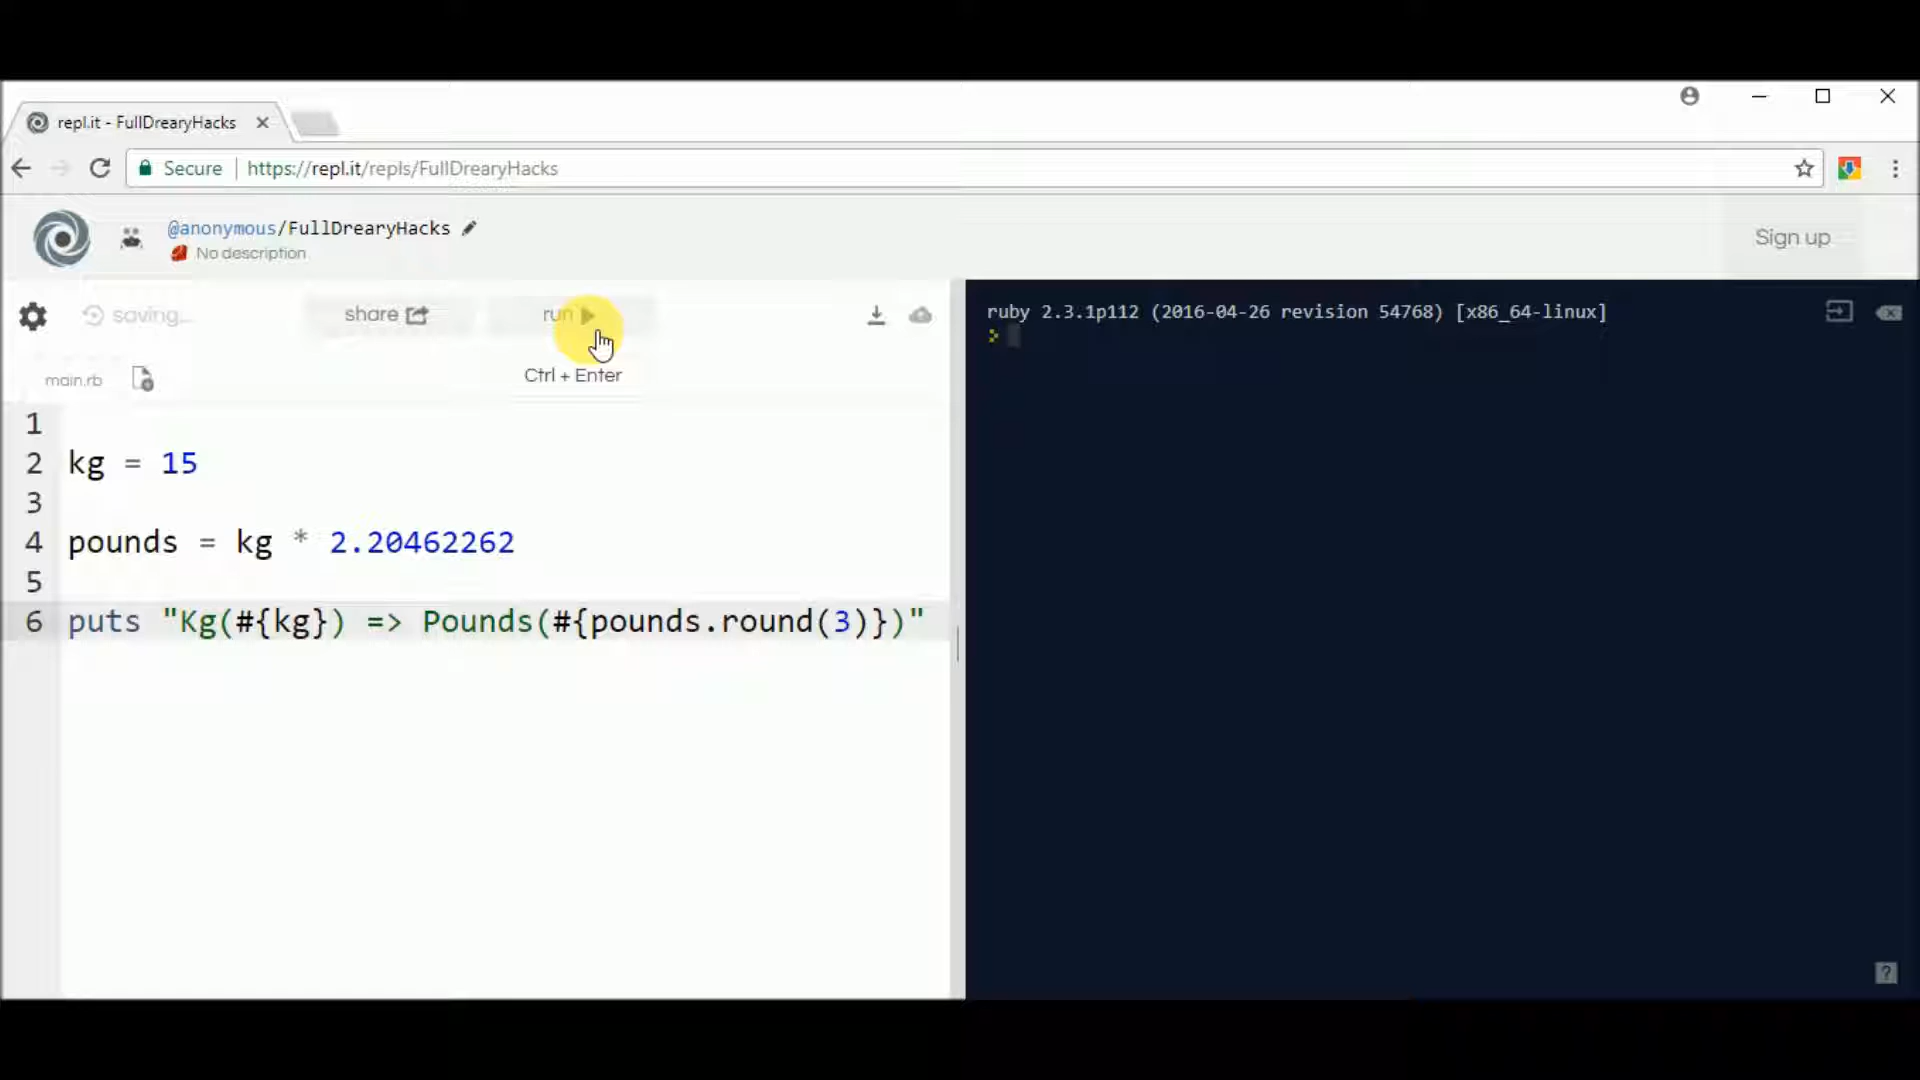 repl.it - FullDrearyHacks
Secure https://repl.it/repls/FullDrearyHacks
@anonymous/FullDrearyHacks
No description
Sign up
saving...
share
run
Ctrl + Enter
main.rb
1
2 kg = 15
3
4 pounds = kg * 2.20462262
5
6 puts "Kg(#{kg}) => Pounds(#{pounds.round(3)})"
ruby 2.3.1p112 (2016-04-26 revision 54768) [x86_64-linux]
?